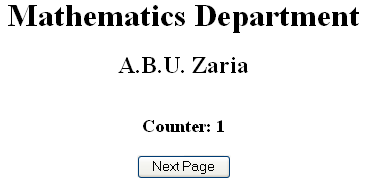 Mathematics Department
A.B.U. Zaria
Counter: 1
Next Page